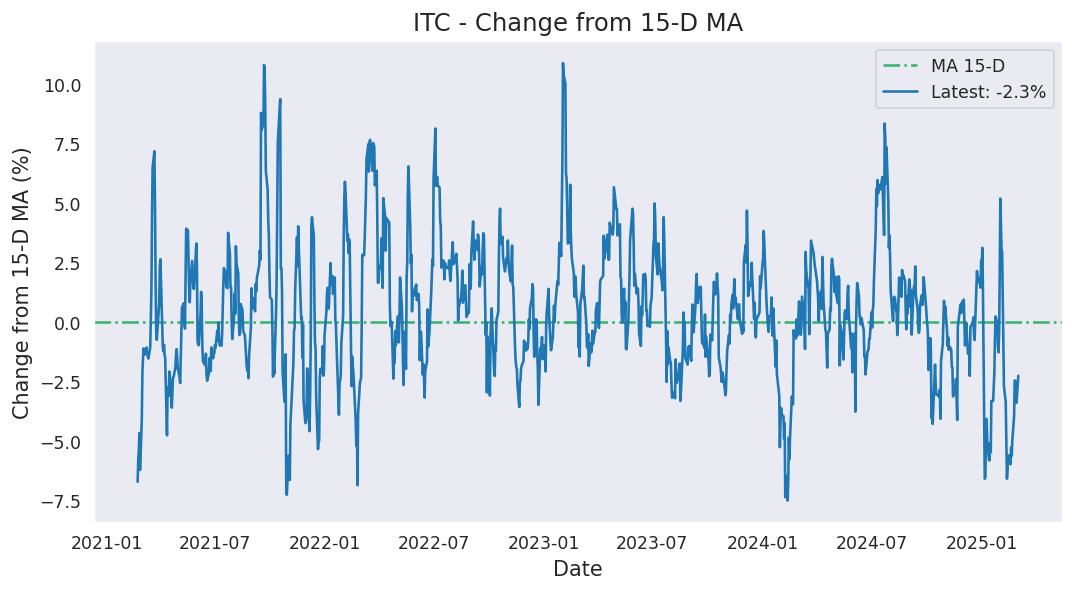 ITC - Change from 15-D MA
MA 15-D
Latest: -2.3%
Change from 15-D MA (%)
10.0
7.5
5.0
2.5
0.0
−2.5
−5.0
−7.5
2021-01 2021-07 2022-01 2022-07 2023-01 2023-07 2024-01 2024-07 2025-01
Date